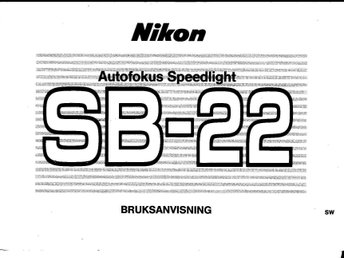 Nikon
Autofokus Speedlight
SB-22
BRUKSANVISNING
SW